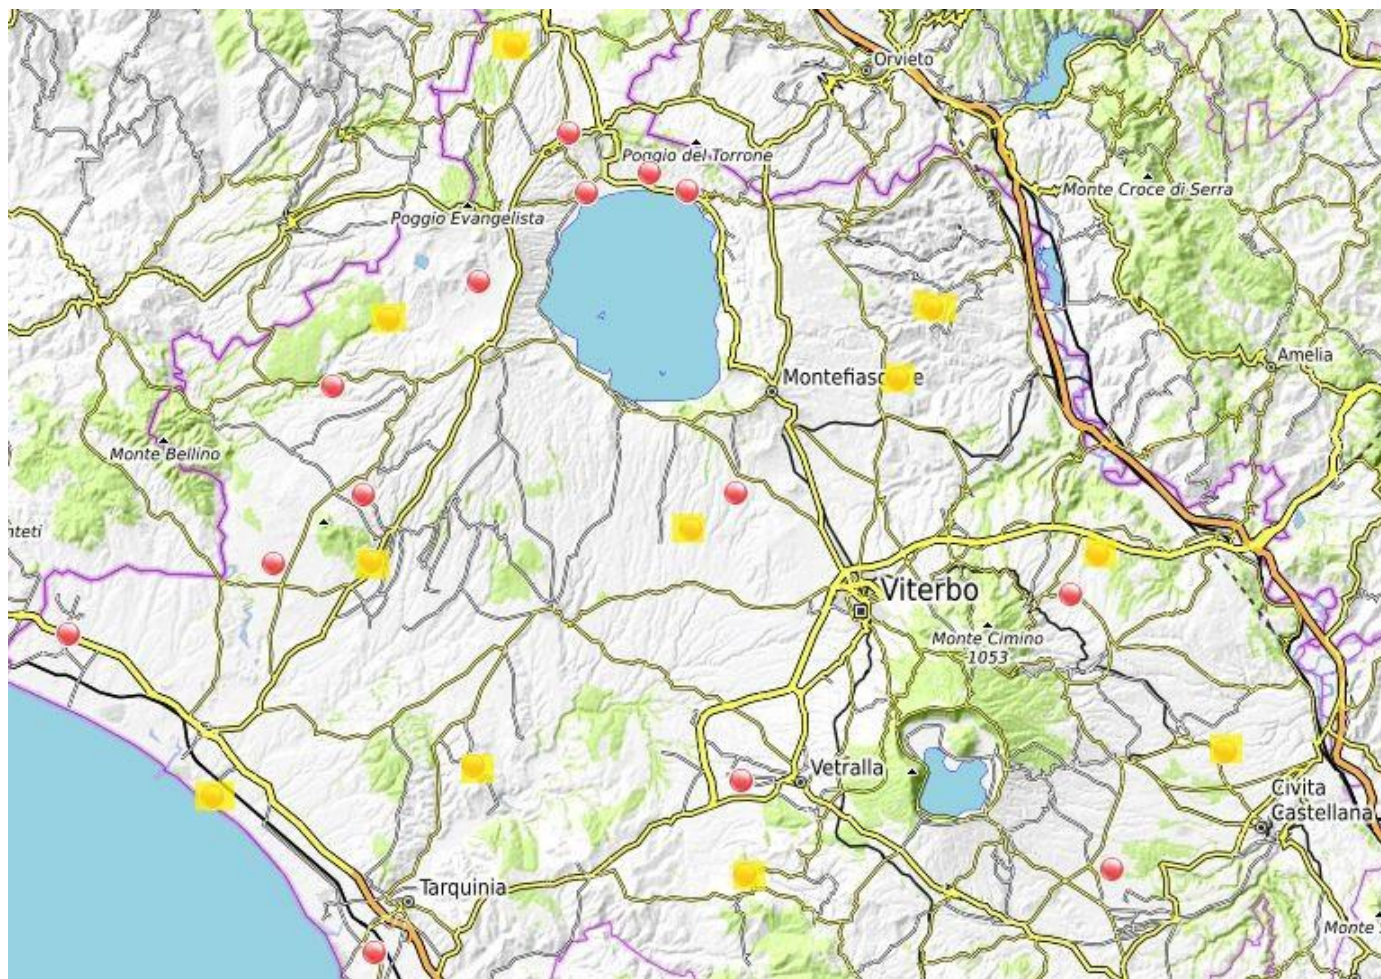 Orvieto
Poggio del Torrone
Monte Croce di Serra
Poggio Evangelista
Amelia
Montefiascone
Monte Bellino
nteti
Viterbo
Monte Cimino
1053
Vetralla
Civita
Castellana
Tarquinia
Monte